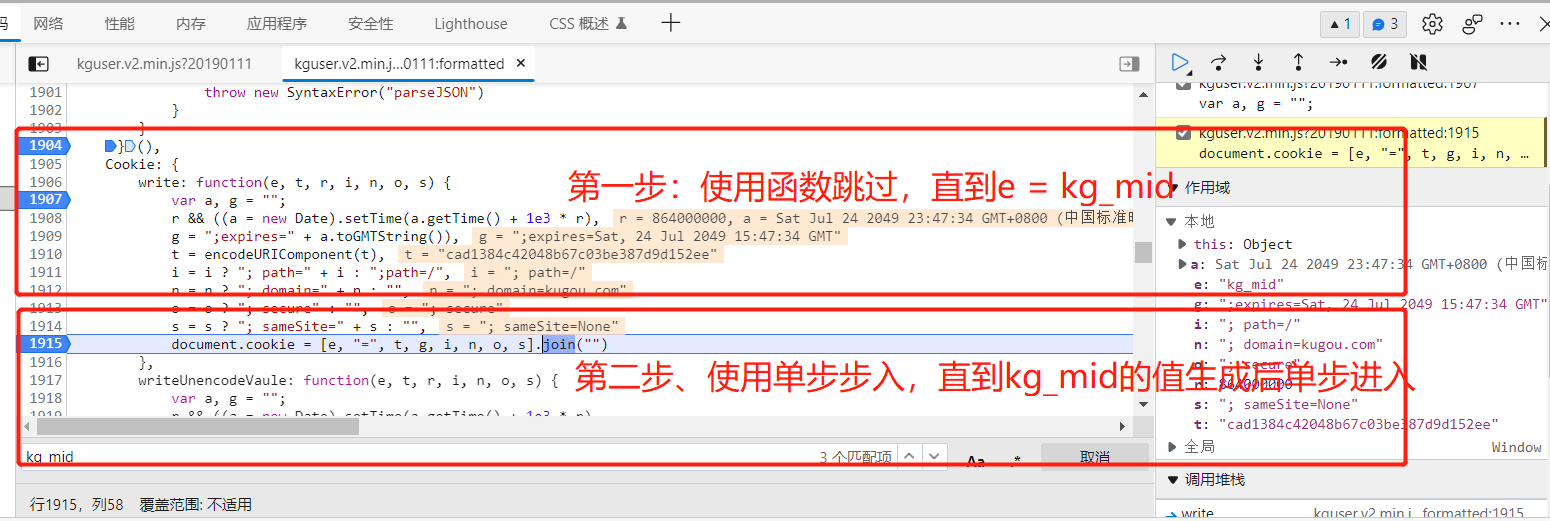 码 网络 性能 内存 应用程序 安全性 Lighthouse CSS 概述 1 3
kguser.v2.min.js?20190111 kguser.v2.min.j...0111:formatted ×
1901 throw new SyntaxError("parseJSON")
1902 }
1903 }
1904 }(),
1905 Cookie: {
1906 write: function(e, t, r, i, n, o, s) {
1907 var a, g = "";
1908 r && ((a = new Date).setTime(a.getTime() + 1e3 * r), r = 864000000, a = Sat Jul 24 2049 23:47:34 GMT+0800 (中国标准时
1909 g = ";expires=" + a.toGMTString()), g = ";expires=Sat, 24 Jul 2049 15:47:34 GMT"
1910 t = encodeURIComponent(t), t = "cad1384c42048b67c03be387d9d152ee"
1911 i = i ? "; path=" + i : ";path=/", i = "; path=/"
1912 n = n ? "; domain=" + n : "", n = "; domain=kugou.com"
1913 o = o ? "; secure" : "", o = "; secure"
1914 s = s ? "; sameSite=" + s : "", s = "; sameSite=None"
1915 document.cookie = [e, "=", t, g, i, n, o, s].join("")
1916 },
1917 writeUnencodeVaule: function(e, t, r, i, n, o, s) {
1918 var a, g = "";
1919 r && ((a = new Date).setTime(a.getTime() + 1e3 * r),
第一步：使用函数跳过，直到e = kg_mid
第二步、使用单步步入，直到kg_mid的值生成后单步进入
kg_mid 3 个匹配项 Aa .* 取消
行1915，列58 覆盖范围: 不适用
kguser.v2.min.js?20190111:formatted:1907
var a, g = "";
kguser.v2.min.js?20190111:formatted:1915
document.cookie = [e, "=", t, g, i, n, …
作用域
本地
this: Object
a: Sat Jul 24 2049 23:47:34 GMT+0800 (中国标
e: "kg_mid"
g: ";expires=Sat, 24 Jul 2049 15:47:34 GMT"
i: "; path=/"
n: "; domain=kugou.com"
o: "; secure"
r: 864000000
s: "; sameSite=None"
t: "cad1384c42048b67c03be387d9d152ee"
全局 Window
调用堆栈
write kguser.v2.min.j…formatted:1915